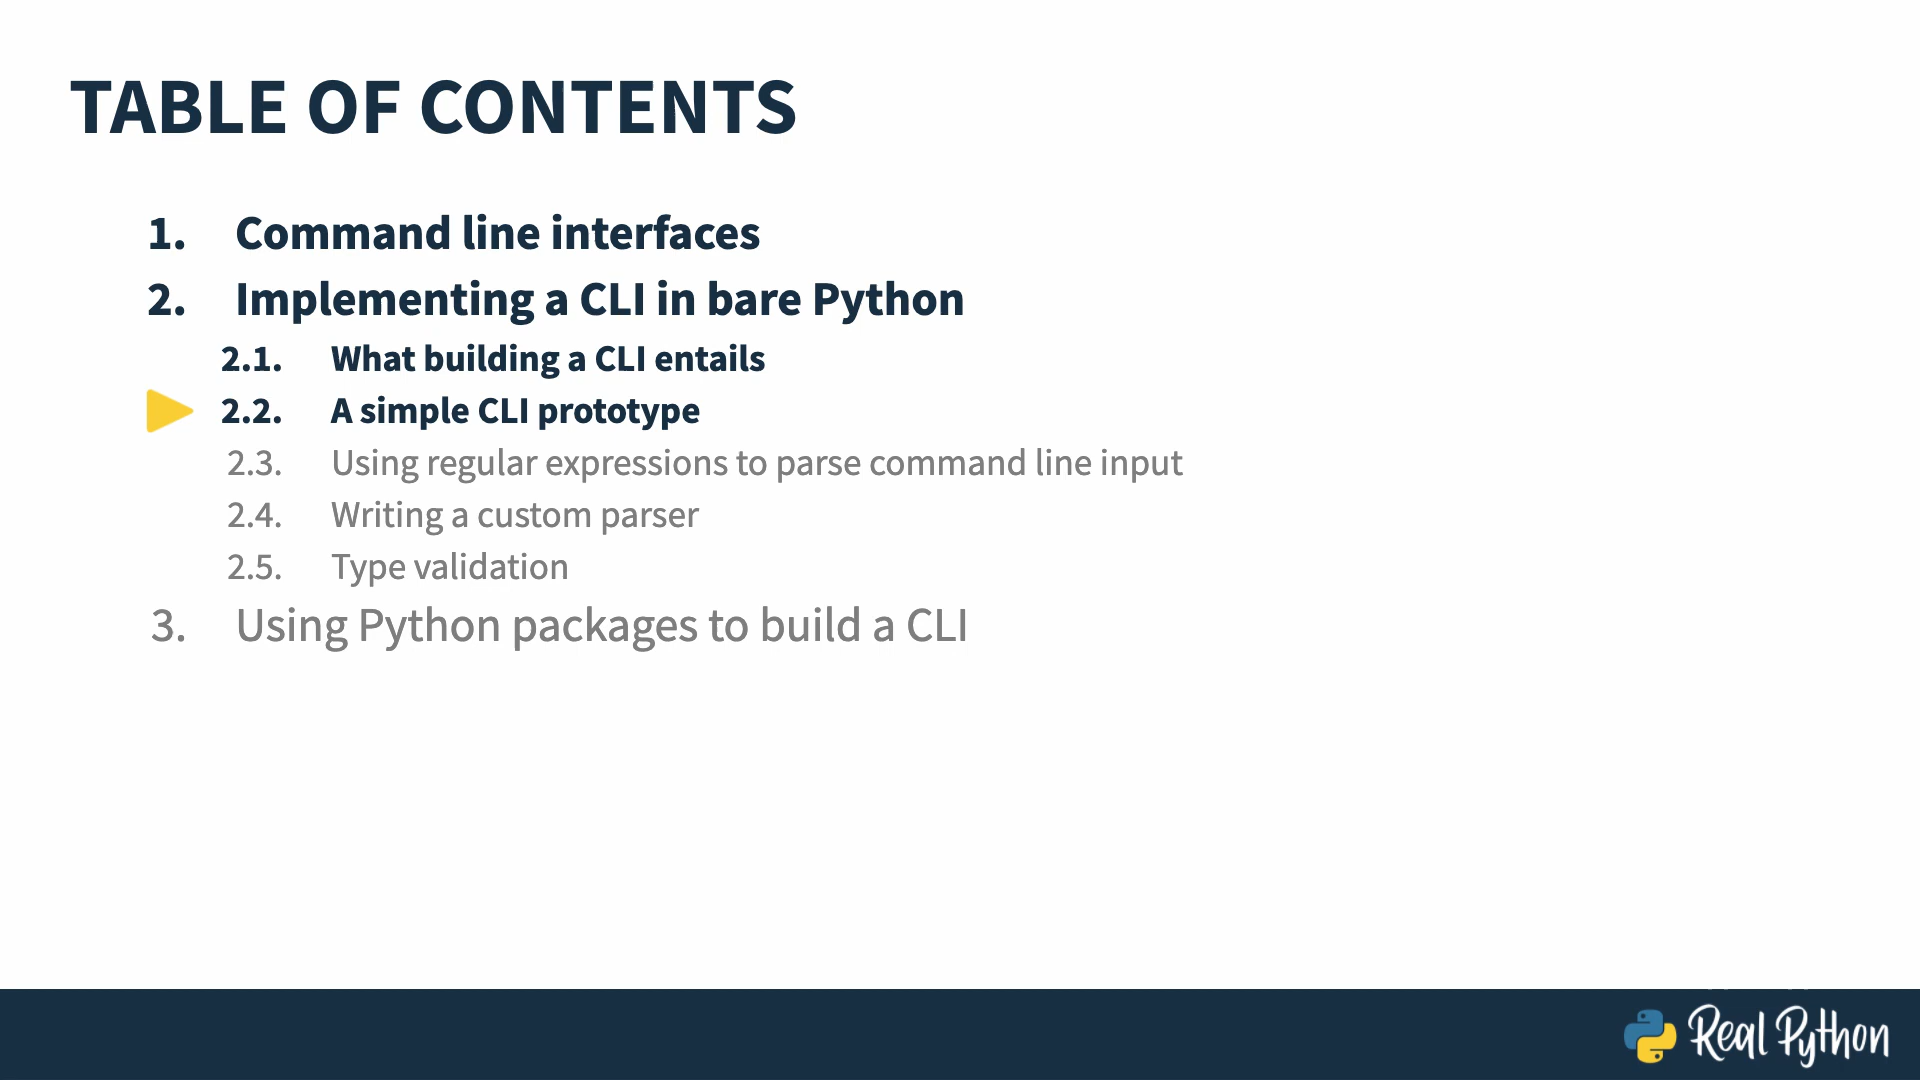 TABLE OF CONTENTS
1. Command line interfaces
2. Implementing a CLI in bare Python
2.1. What building a CLI entails
2.2. A simple CLI prototype
2.3. Using regular expressions to parse command line input
2.4. Writing a custom parser
2.5. Type validation
3. Using Python packages to build a CLI
Real Python